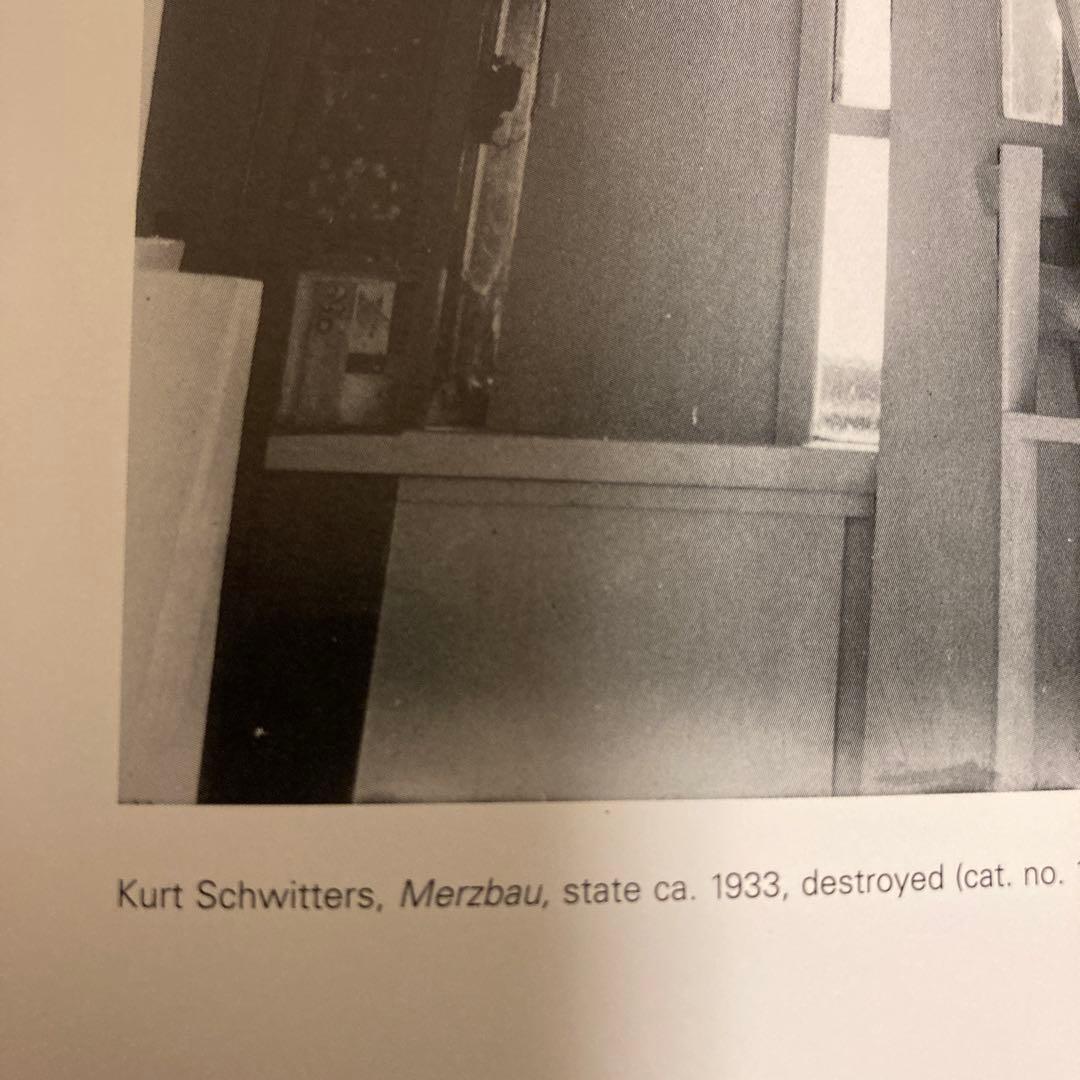 Kurt Schwitters, Merzbau, state ca. 1933, destroyed (cat. no.